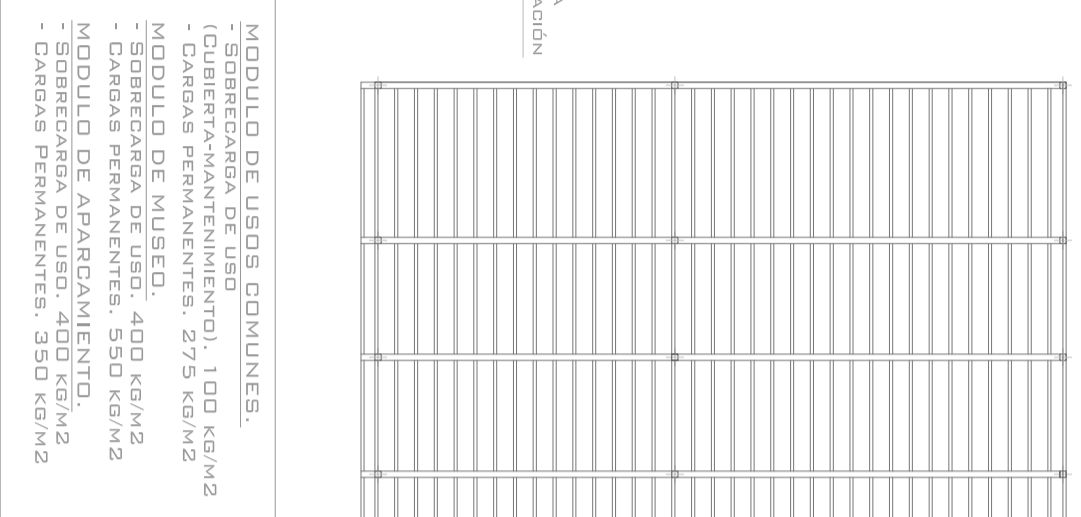 MODULO DE USOS COMUNES.
- SOBRECARGA DE USO
(CUBIERTA-MANTENIMIENTO). 100 KG/M2
- CARGAS PERMANENTES. 275 KG/M2
MODULO DE MUSEO.
- SOBRECARGA DE USO. 400 KG/M2
- CARGAS PERMANENTES. 550 KG/M2
MODULO DE APARCAMIENTO.
- SOBRECARGA DE USO. 400 KG/M2
- CARGAS PERMANENTES. 350 KG/M2